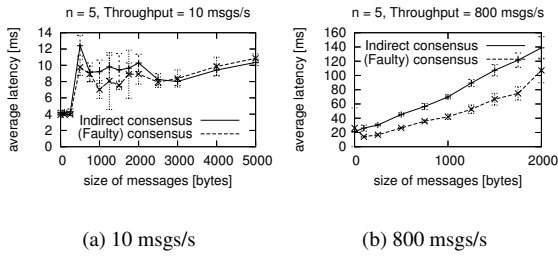 n = 5, Throughput = 10 msgs/s
average latency [ms]
14
12
10
8
6
4
2
0
Indirect consensus
(Faulty) consensus
0 1000 2000 3000 4000 5000
size of messages [bytes]
(a) 10 msgs/s
n = 5, Throughput = 800 msgs/s
average latency [ms]
160
140
120
100
80
60
40
20
0
Indirect consensus
(Faulty) consensus
0 1000 2000
size of messages [bytes]
(b) 800 msgs/s